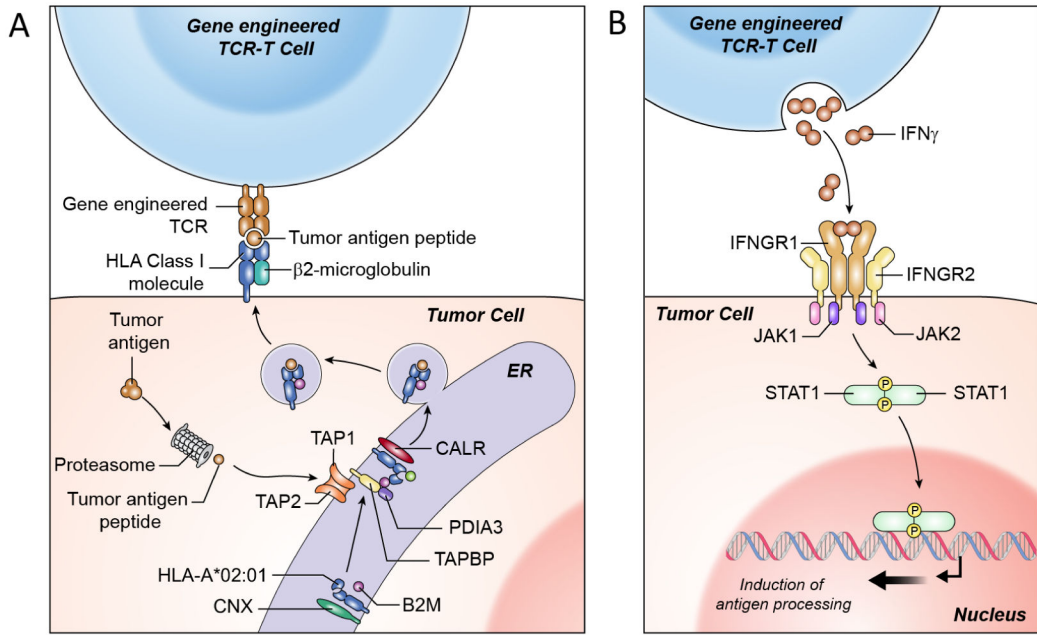 A
Gene engineered
TCR-T Cell
Gene engineered
TCR
Tumor antigen peptide
HLA Class I
molecule
β2-microglobulin
Tumor Cell
Tumor
antigen
ER
Proteasome
Tumor antigen
peptide
TAP1
TAP2
CALR
PDIA3
TAPBP
HLA-A*02:01
CNX
B2M
B
Gene engineered
TCR-T Cell
IFNγ
IFNGR1
IFNGR2
Tumor Cell
JAK1
JAK2
STAT1
P
P
STAT1
P
P
Induction of
antigen processing
Nucleus